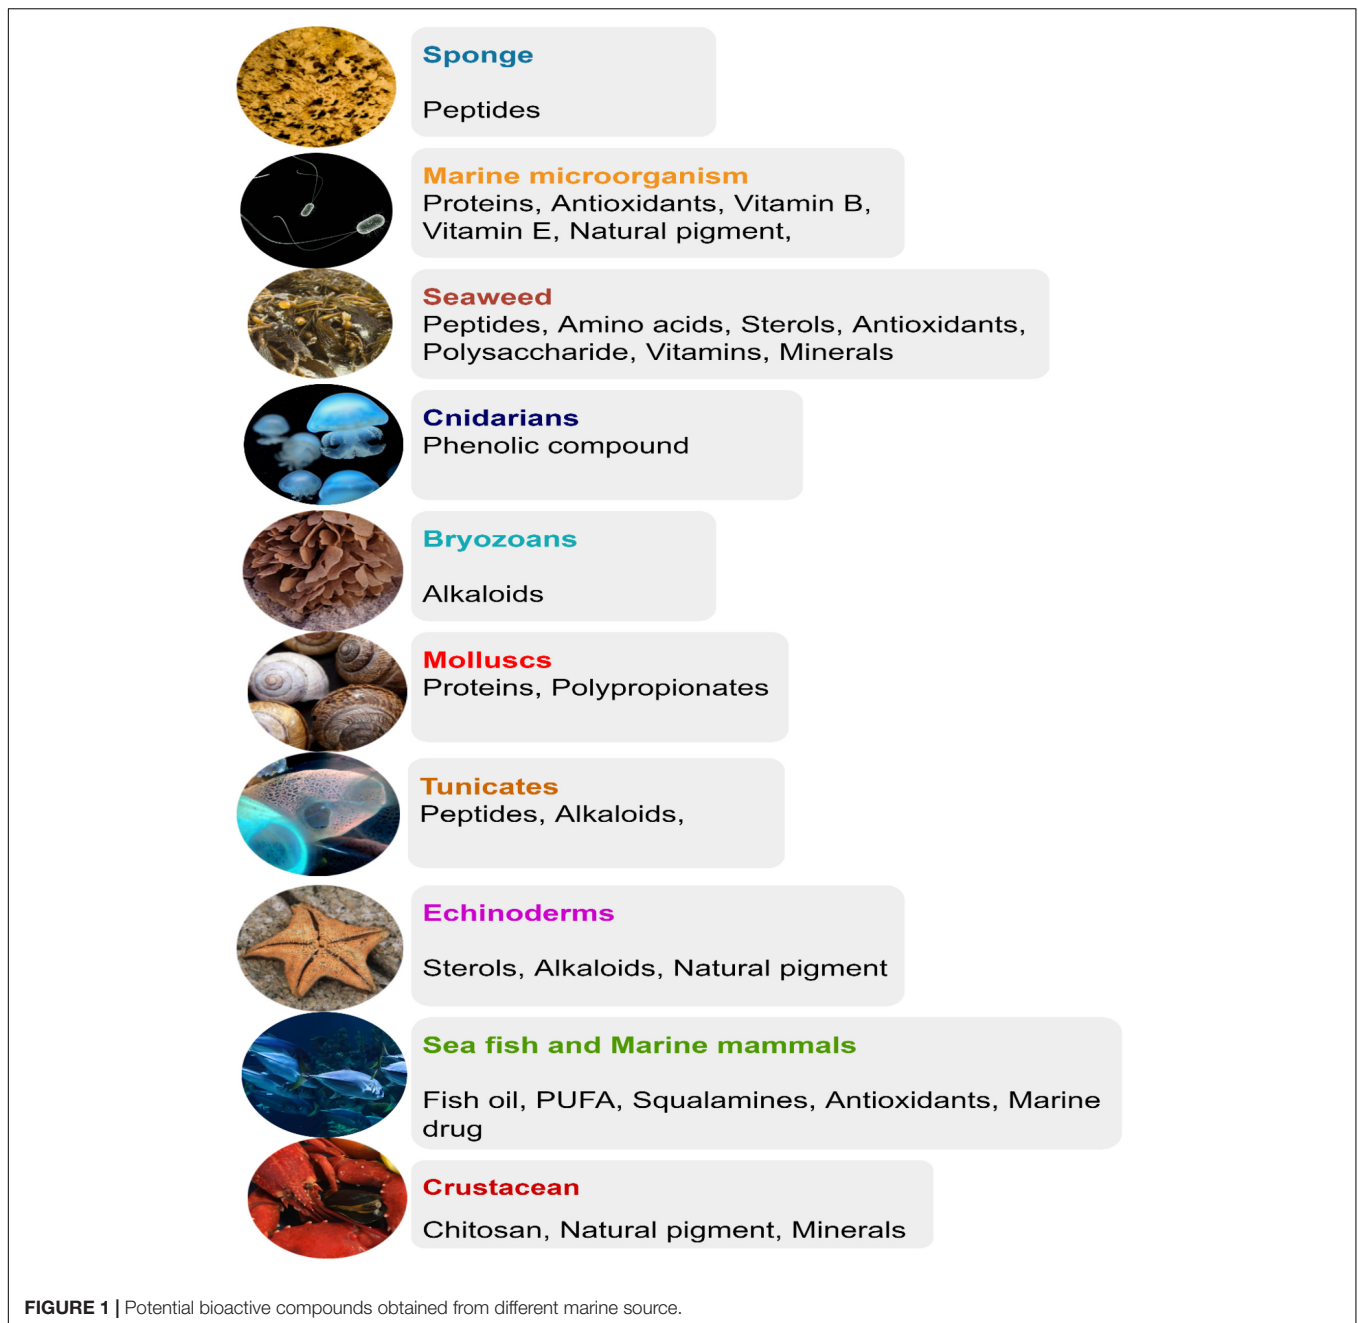 Sponge
Peptides
Marine microorganism
Proteins, Antioxidants, Vitamin B,
Vitamin E, Natural pigment,
Seaweed
Peptides, Amino acids, Sterols, Antioxidants,
Polysaccharide, Vitamins, Minerals
Cnidarians
Phenolic compound
Bryozoans
Alkaloids
Molluscs
Proteins, Polypropionates
Tunicates
Peptides, Alkaloids,
Echinoderms
Sterols, Alkaloids, Natural pigment
Sea fish and Marine mammals
Fish oil, PUFA, Squalamines, Antioxidants, Marine
drug
Crustacean
Chitosan, Natural pigment, Minerals
FIGURE 1 | Potential bioactive compounds obtained from different marine source.